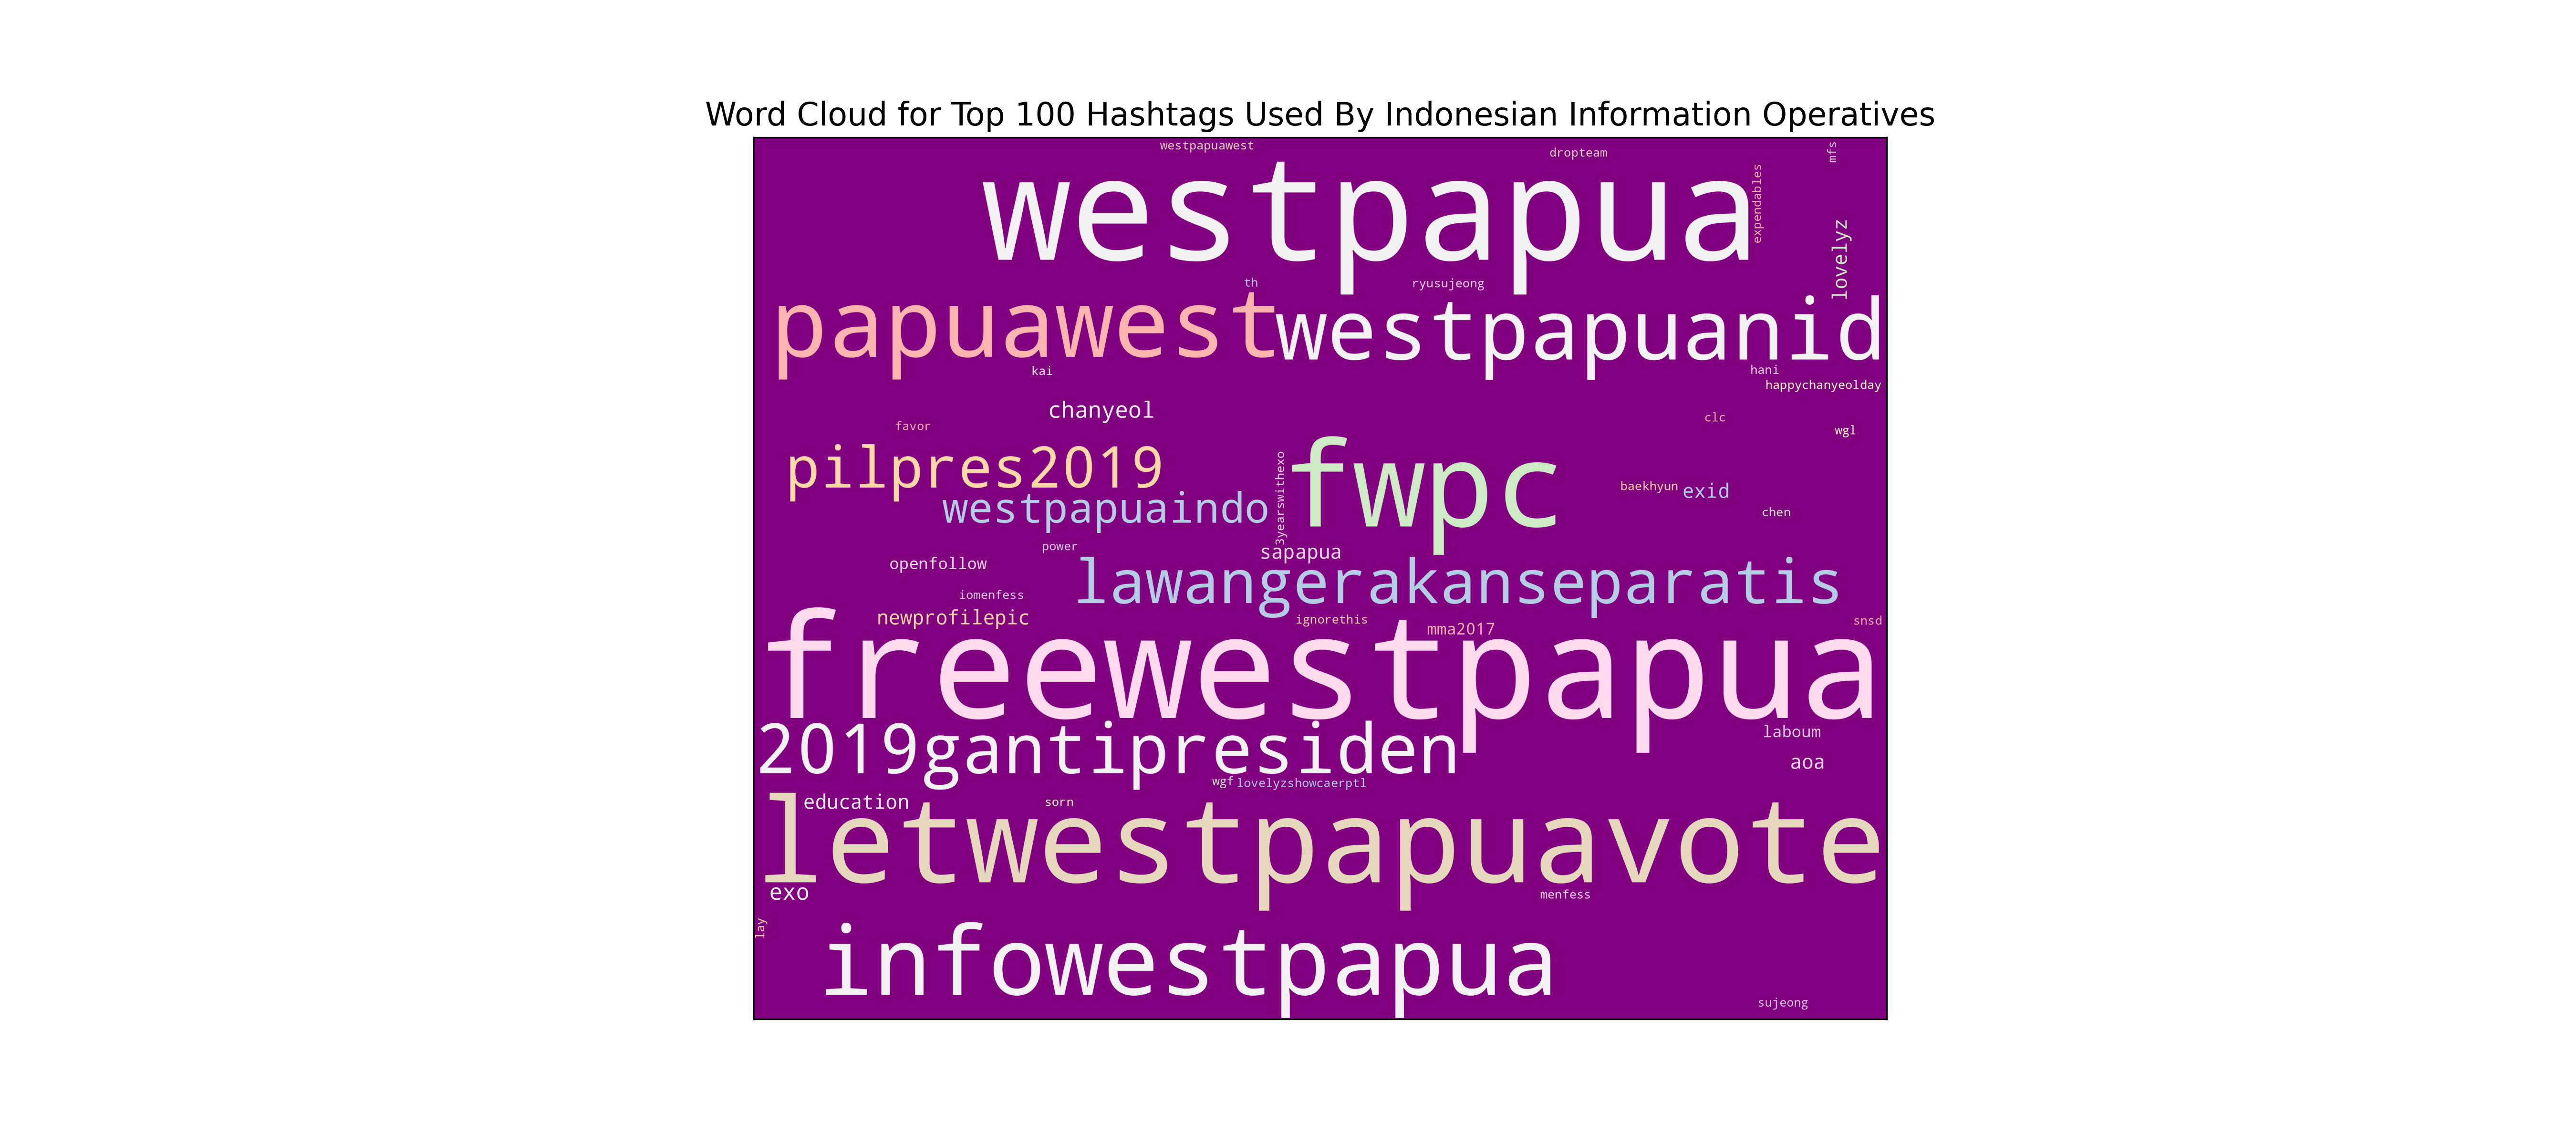 Word Cloud for Top 100 Hashtags Used By Indonesian Information Operatives
westpapuawest
dropteam
mfs
westpapua
expendables
lovelyz
th
ryusujeong
papuawest
westpapuanid
kai
hani
happychanyeolday
chanyeol
favor
clc
wgl
pilpres2019
fwpc
3yearswithexo
baekhyun
exid
westpapuaindo
chen
power
sapapua
openfollow
lawangerakanseparatis
iomenfess
newprofilepic
ignorethis
mma2017
snsd
freewestpapua
2019gantipresiden
laboum
aoa
wgf
lovelyzshowcaerptl
education
sorn
letwestpapuavote
exo
menfess
lay
infowestpapua
sujeong